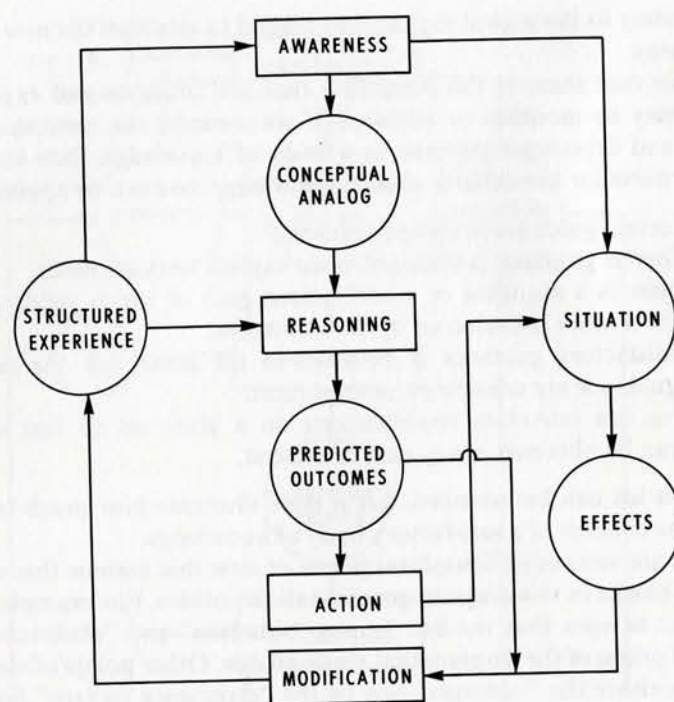 AWARENESS
CONCEPTUAL
ANALOG
STRUCTURED
EXPERIENCE
REASONING
SITUATION
PREDICTED
OUTCOMES
EFFECTS
ACTION
MODIFICATION